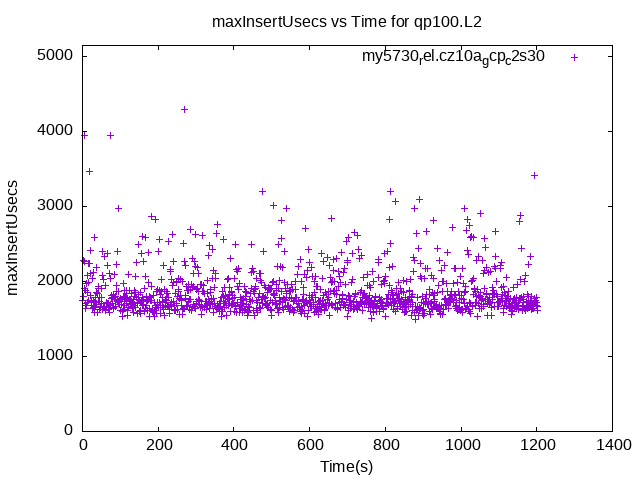 maxInsertUsecs vs Time for qp100.L2
my5730rel.cz10agcpc2s30
5000
4000
3000
2000
1000
0
maxInsertUsecs
0 200 400 600 800 1000 1200 1400
Time(s)